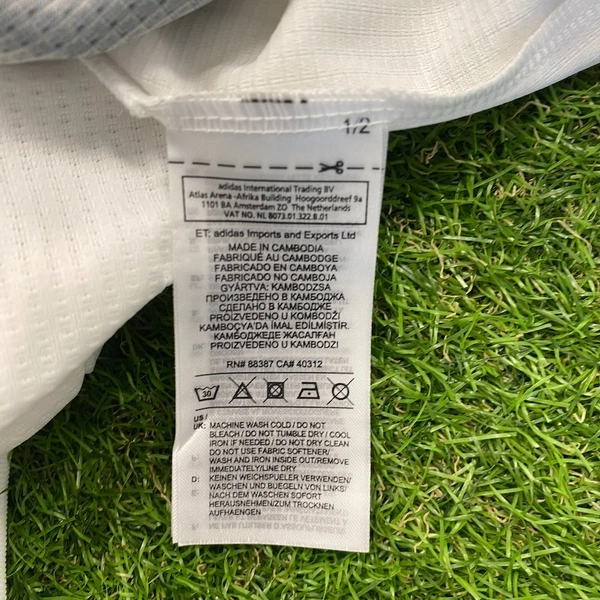 1/2
adidas International Trading BV
Atlas Arena -Afrika Building Hoogoorddreef 9a
1101 BA Amsterdam ZO The Netherlands
VAT NO. NL 8073.01.322.B.01
ET: adidas Imports and Exports Ltd
MADE IN CAMBODIA
FABRIQUÉ AU CAMBODGE
FABRICADO EN CAMBOYA
FABRICADO NO CAMBOJA
GYÁRTVA: KAMBODZSA
ПРОИЗВЕДЕНО В КАМБОДЖА
СДЕЛАНО В КАМБОДЖЕ
PROIZVEDENO U KOMBODŽI
KAMBOÇYA'DA İMAL EDİLMİŞTİR.
КАМБОДЖЕДЕ ЖАСАЛҒАН
PROIZVEDENO U KAMBODZI
RN# 88387 CA# 40312
30
US /
UK: MACHINE WASH COLD / DO NOT
BLEACH / DO NOT TUMBLE DRY / COOL
IRON IF NEEDED / DO NOT DRY CLEAN
DO NOT USE FABRIC SOFTENER/
WASH AND IRON INSIDE OUT/REMOVE
IMMEDIATELY/LINE DRY
D: KEINEN WEICHSPUELER VERWENDEN/
WASCHEN UND BUEGELN VON LINKS/
NACH DEM WASCHEN SOFORT
HERAUSNEHMEN/ZUM TROCKNEN
AUFHAENGEN